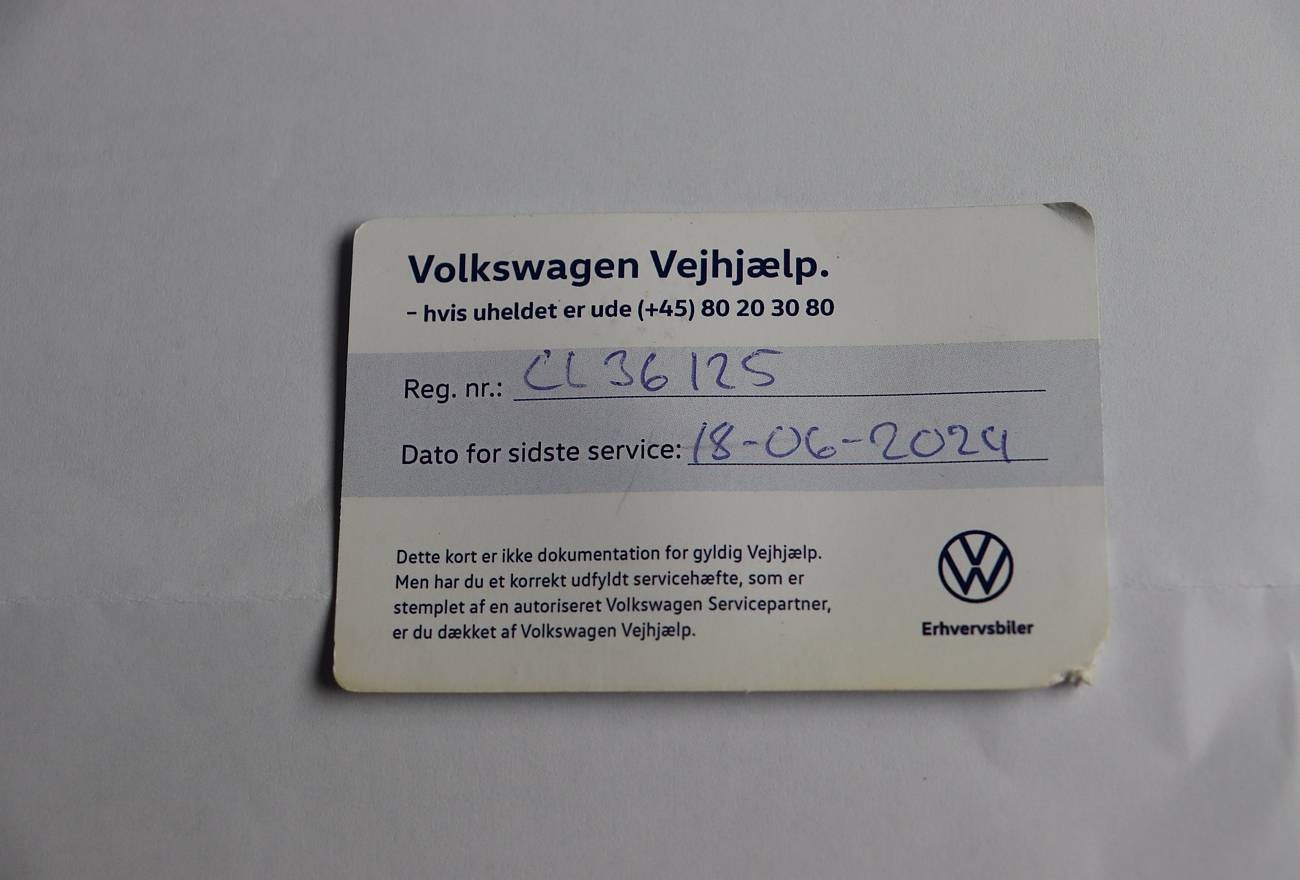 Volkswagen Vejhjælp.
– hvis uheldet er ude (+45) 80 20 30 80
Reg. nr.: CL 36 125
Dato for sidste service: 18-06-2024
Dette kort er ikke dokumentation for gyldig Vejhjælp.
Men har du et korrekt udfyldt servicehæfte, som er
stemplet af en autoriseret Volkswagen Servicepartner,
er du dækket af Volkswagen Vejhjælp.
Erhvervsbiler